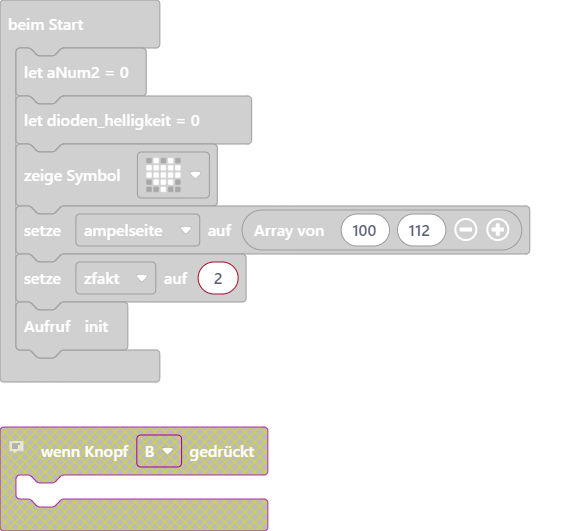 beim Start
let aNum2 = 0
let dioden_helligkeit = 0
zeige Symbol
setze ampelseite auf Array von 100 112
setze zfakt auf 2
Aufruf init
wenn Knopf B gedrückt